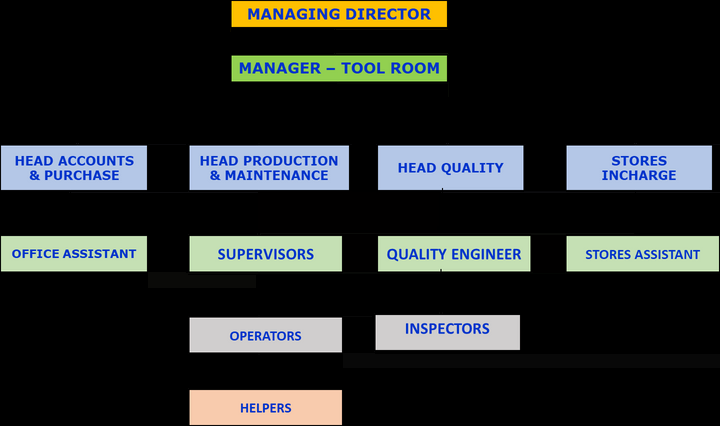 MANAGING DIRECTOR
MANAGER – TOOL ROOM
HEAD ACCOUNTS
& PURCHASE
HEAD PRODUCTION
& MAINTENANCE
HEAD QUALITY
STORES
INCHARGE
OFFICE ASSISTANT
SUPERVISORS
QUALITY ENGINEER
STORES ASSISTANT
OPERATORS
INSPECTORS
HELPERS